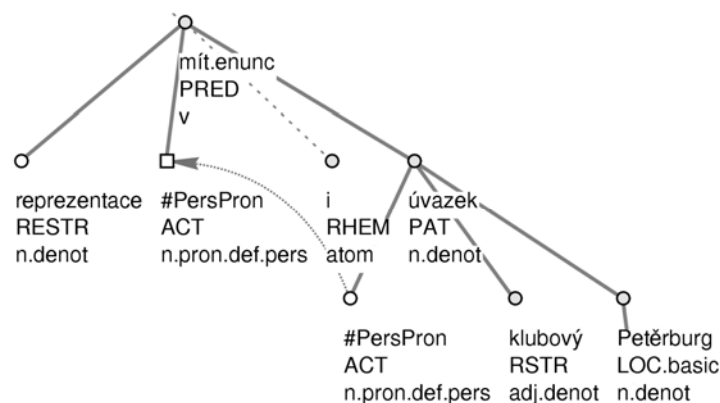 mít.enunc
PRED
v
reprezentace
RESTR
n.denot
#PersPron
ACT
n.pron.def.pers
i
RHEM
atom
úvazek
PAT
n.denot
#PersPron
ACT
n.pron.def.pers
klubový
RSTR
adj.denot
Petěrburg
LOC.basic
n.denot